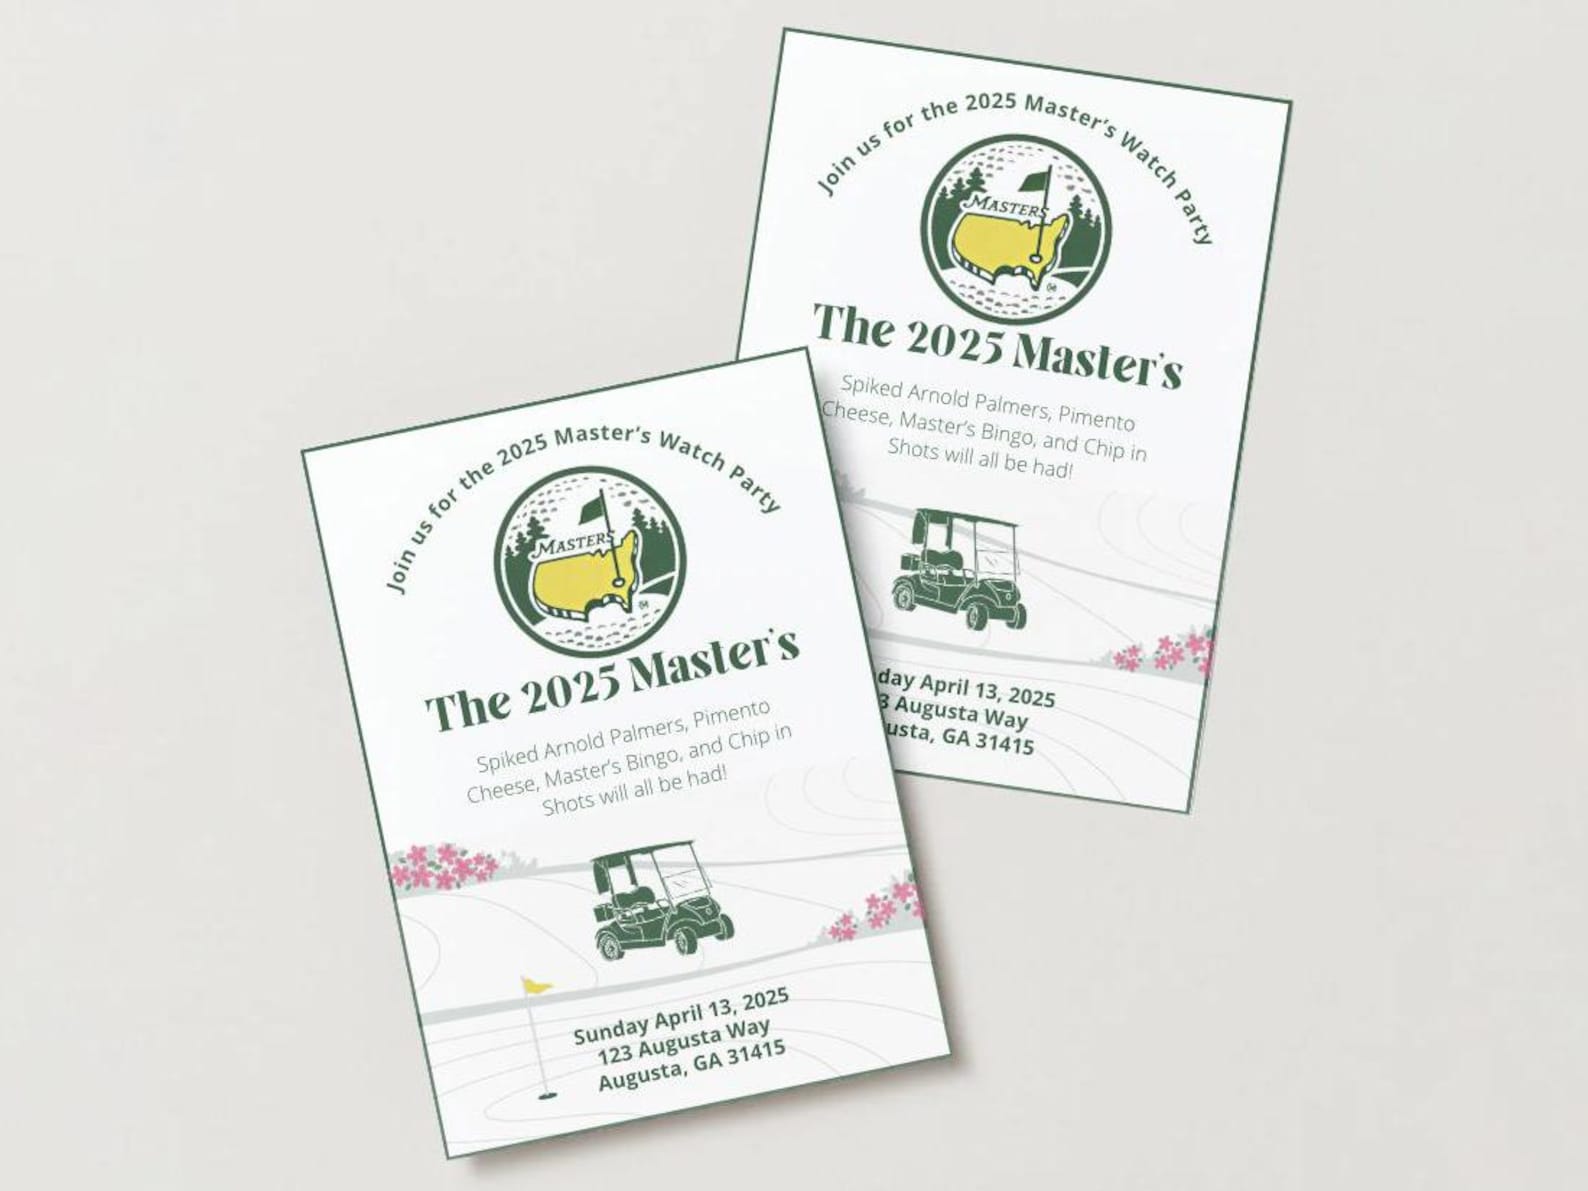 Join us for the 2025 Master's Watch Party
MASTERS
The 2025 Master's
Spiked Arnold Palmers, Pimento
Cheese, Master's Bingo, and Chip in
Shots will all be had!
Sunday April 13, 2025
123 Augusta Way
Augusta, GA 31415
Join us for the 2025 Master's Watch Party
MASTERS
The 2025 Master's
Spiked Arnold Palmers, Pimento
Cheese, Master's Bingo, and Chip in
Shots will all be had!
day April 13, 2025
3 Augusta Way
usta, GA 31415